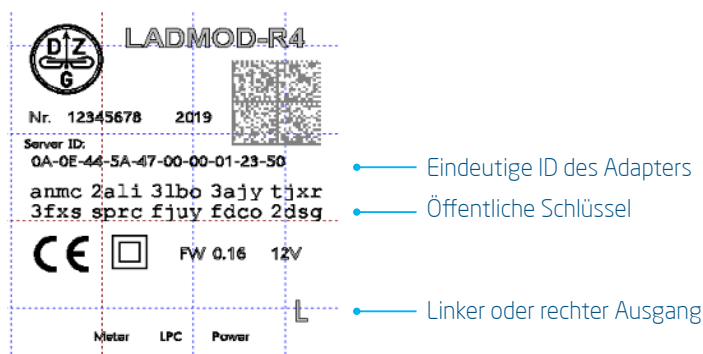 DZG
LADMOD-R4
Nr. 12345678 2019
Server ID:
0A-0E-44-5A-47-00-00-01-23-50
Eindeutige ID des Adapters
anmc 2ali 3lbo 3ajy tjxr
3fxs sprc fjuy fdco 2dsg
Öffentliche Schlüssel
CE FW 0.16 12V
L
Linker oder rechter Ausgang
Meter LPC Power